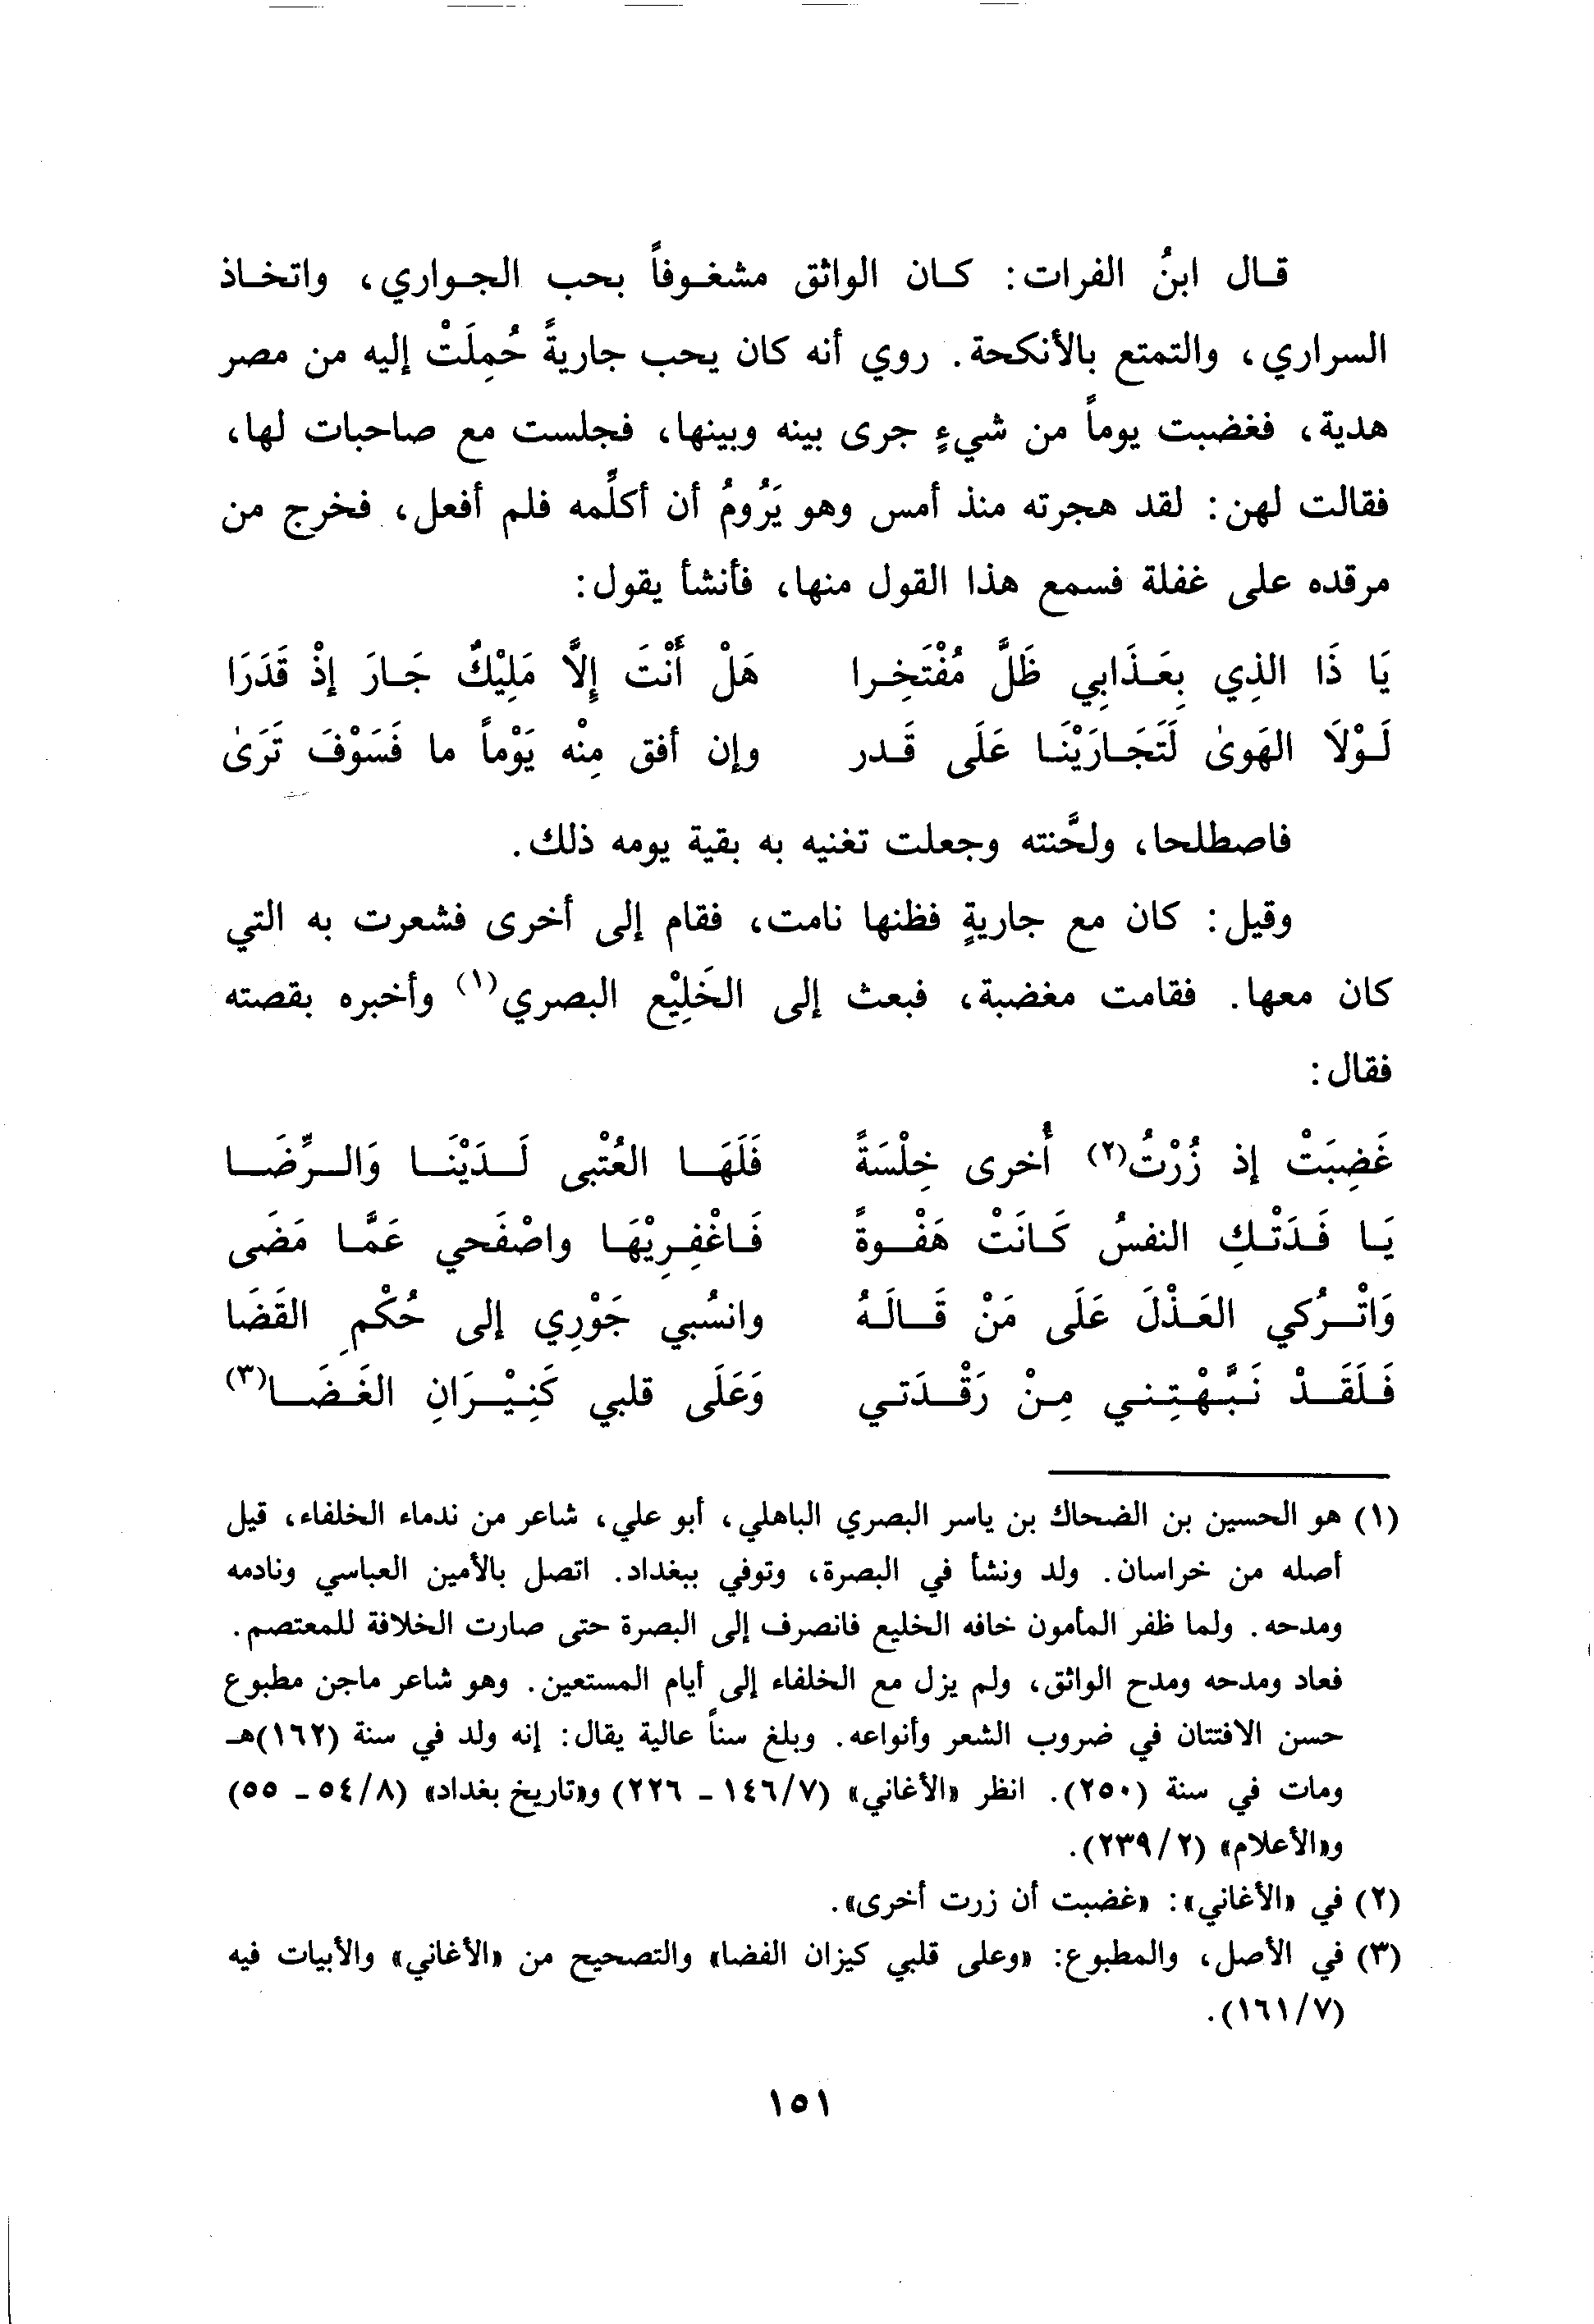 قال ابنُ الفرات: كان الواثق مشغوفاً بحب الجواري، واتخاذ
السراري، والتمتع بالأنكحة. روي أنه كان يحب جاريةً حُمِلَتْ إليه من مصر
هدية، فغضبت يوماً من شيءٍ جرى بينه وبينها، فجلست مع صاحبات لها،
فقالت لهن: لقد هجرته منذ أمس وهو يَرُومُ أن أكلِّمه فلم أفعل، فخرج من
مرقده على غفلة فسمع هذا القول منها، فأنشأ يقول:
يَا ذَا الذِي بِعَذَابِي ظَلَّ مُفْتَخِرا هَلْ أَنْتَ إِلاَّ مَلِيْكٌ جَارَ إذْ قَدَرَا
لَوْلاَ الهَوىٰ لَتَجَارَيْنَا عَلَى قَدر وإن أفق مِنْه يَوْماً ما فَسَوْفَ تَرَىٰ
فاصطلحا، ولحَّنته وجعلت تغنيه به بقية يومه ذلك.
وقيل: كان مع جاريةٍ فظنها نامت، فقام إلى أخرى فشعرت به التي
كان معها. فقامت مغضبة، فبعث إلى الخَلِيْع البصري(١) وأخبره بقصته
فقال:
غَضِبَتْ إذ زُرْتُ(٢) أُخرى خِلْسَةً فَلَهَا العُتْبى لَدَيْنَا وَالرِّضَا
يَا فَدَتْكِ النفسُ كَانَتْ هَفْوةً فَاغْفِرِيْهَا واصْفَحي عَمَّا مَضَى
وَاتْرُكي العَذْلَ عَلَى مَنْ قَالَهُ وانسُبي جَوْرِي إلى حُكْمِ القَضَا
فَلَقَدْ نَبَّهْتِني مِنْ رَقْدَتي وَعَلَى قلبي كَنِيْرَانِ الغَضَا(٣)
(١) هو الحسين بن الضحاك بن ياسر البصري الباهلي، أبو علي، شاعر من ندماء الخلفاء، قيل
أصله من خراسان. ولد ونشأ في البصرة، وتوفي ببغداد. اتصل بالأمين العباسي ونادمه
ومدحه. ولما ظفر المأمون خافه الخليع فانصرف إلى البصرة حتى صارت الخلافة للمعتصم.
فعاد ومدحه ومدح الواثق، ولم يزل مع الخلفاء إلى أيام المستعين. وهو شاعر ماجن مطبوع
حسن الافتتان في ضروب الشعر وأنواعه. وبلغ سناً عالية يقال: إنه ولد في سنة (١٦٢)هـ
ومات في سنة (٢٥٠). انظر «الأغاني» (١٤٦/٧ - ٢٢٦) و«تاريخ بغداد» (٥٤/٨ - ٥٥)
و«الأعلام» (٢٣٩/٢).
(٢) في «الأغاني»: «غضبت أن زرت أخرى».
(٣) في الأصل، والمطبوع: «وعلى قلبي كيزان الفضا» والتصحيح من «الأغاني» والأبيات فيه
(١٦١/٧).
١٥١